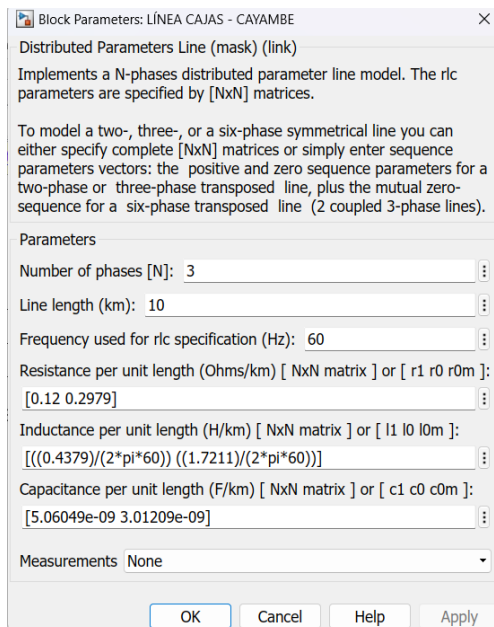 Block Parameters: LÍNEA CAJAS - CAYAMBE
Distributed Parameters Line (mask) (link)
Implements a N-phases distributed parameter line model. The rlc
parameters are specified by [NxN] matrices.
To model a two-, three-, or a six-phase symmetrical line you can
either specify complete [NxN] matrices or simply enter sequence
parameters vectors: the positive and zero sequence parameters for a
two-phase or three-phase transposed line, plus the mutual zero-
sequence for a six-phase transposed line (2 coupled 3-phase lines).
Parameters
Number of phases [N]: 3
Line length (km): 10
Frequency used for rlc specification (Hz): 60
Resistance per unit length (Ohms/km) [ NxN matrix ] or [ r1 r0 r0m ]:
[0.12 0.2979]
Inductance per unit length (H/km) [ NxN matrix ] or [ l1 l0 l0m ]:
[((0.4379)/(2*pi*60)) ((1.7211)/(2*pi*60))]
Capacitance per unit length (F/km) [ NxN matrix ] or [ c1 c0 c0m ]:
[5.06049e-09 3.01209e-09]
Measurements None
OK Cancel Help Apply